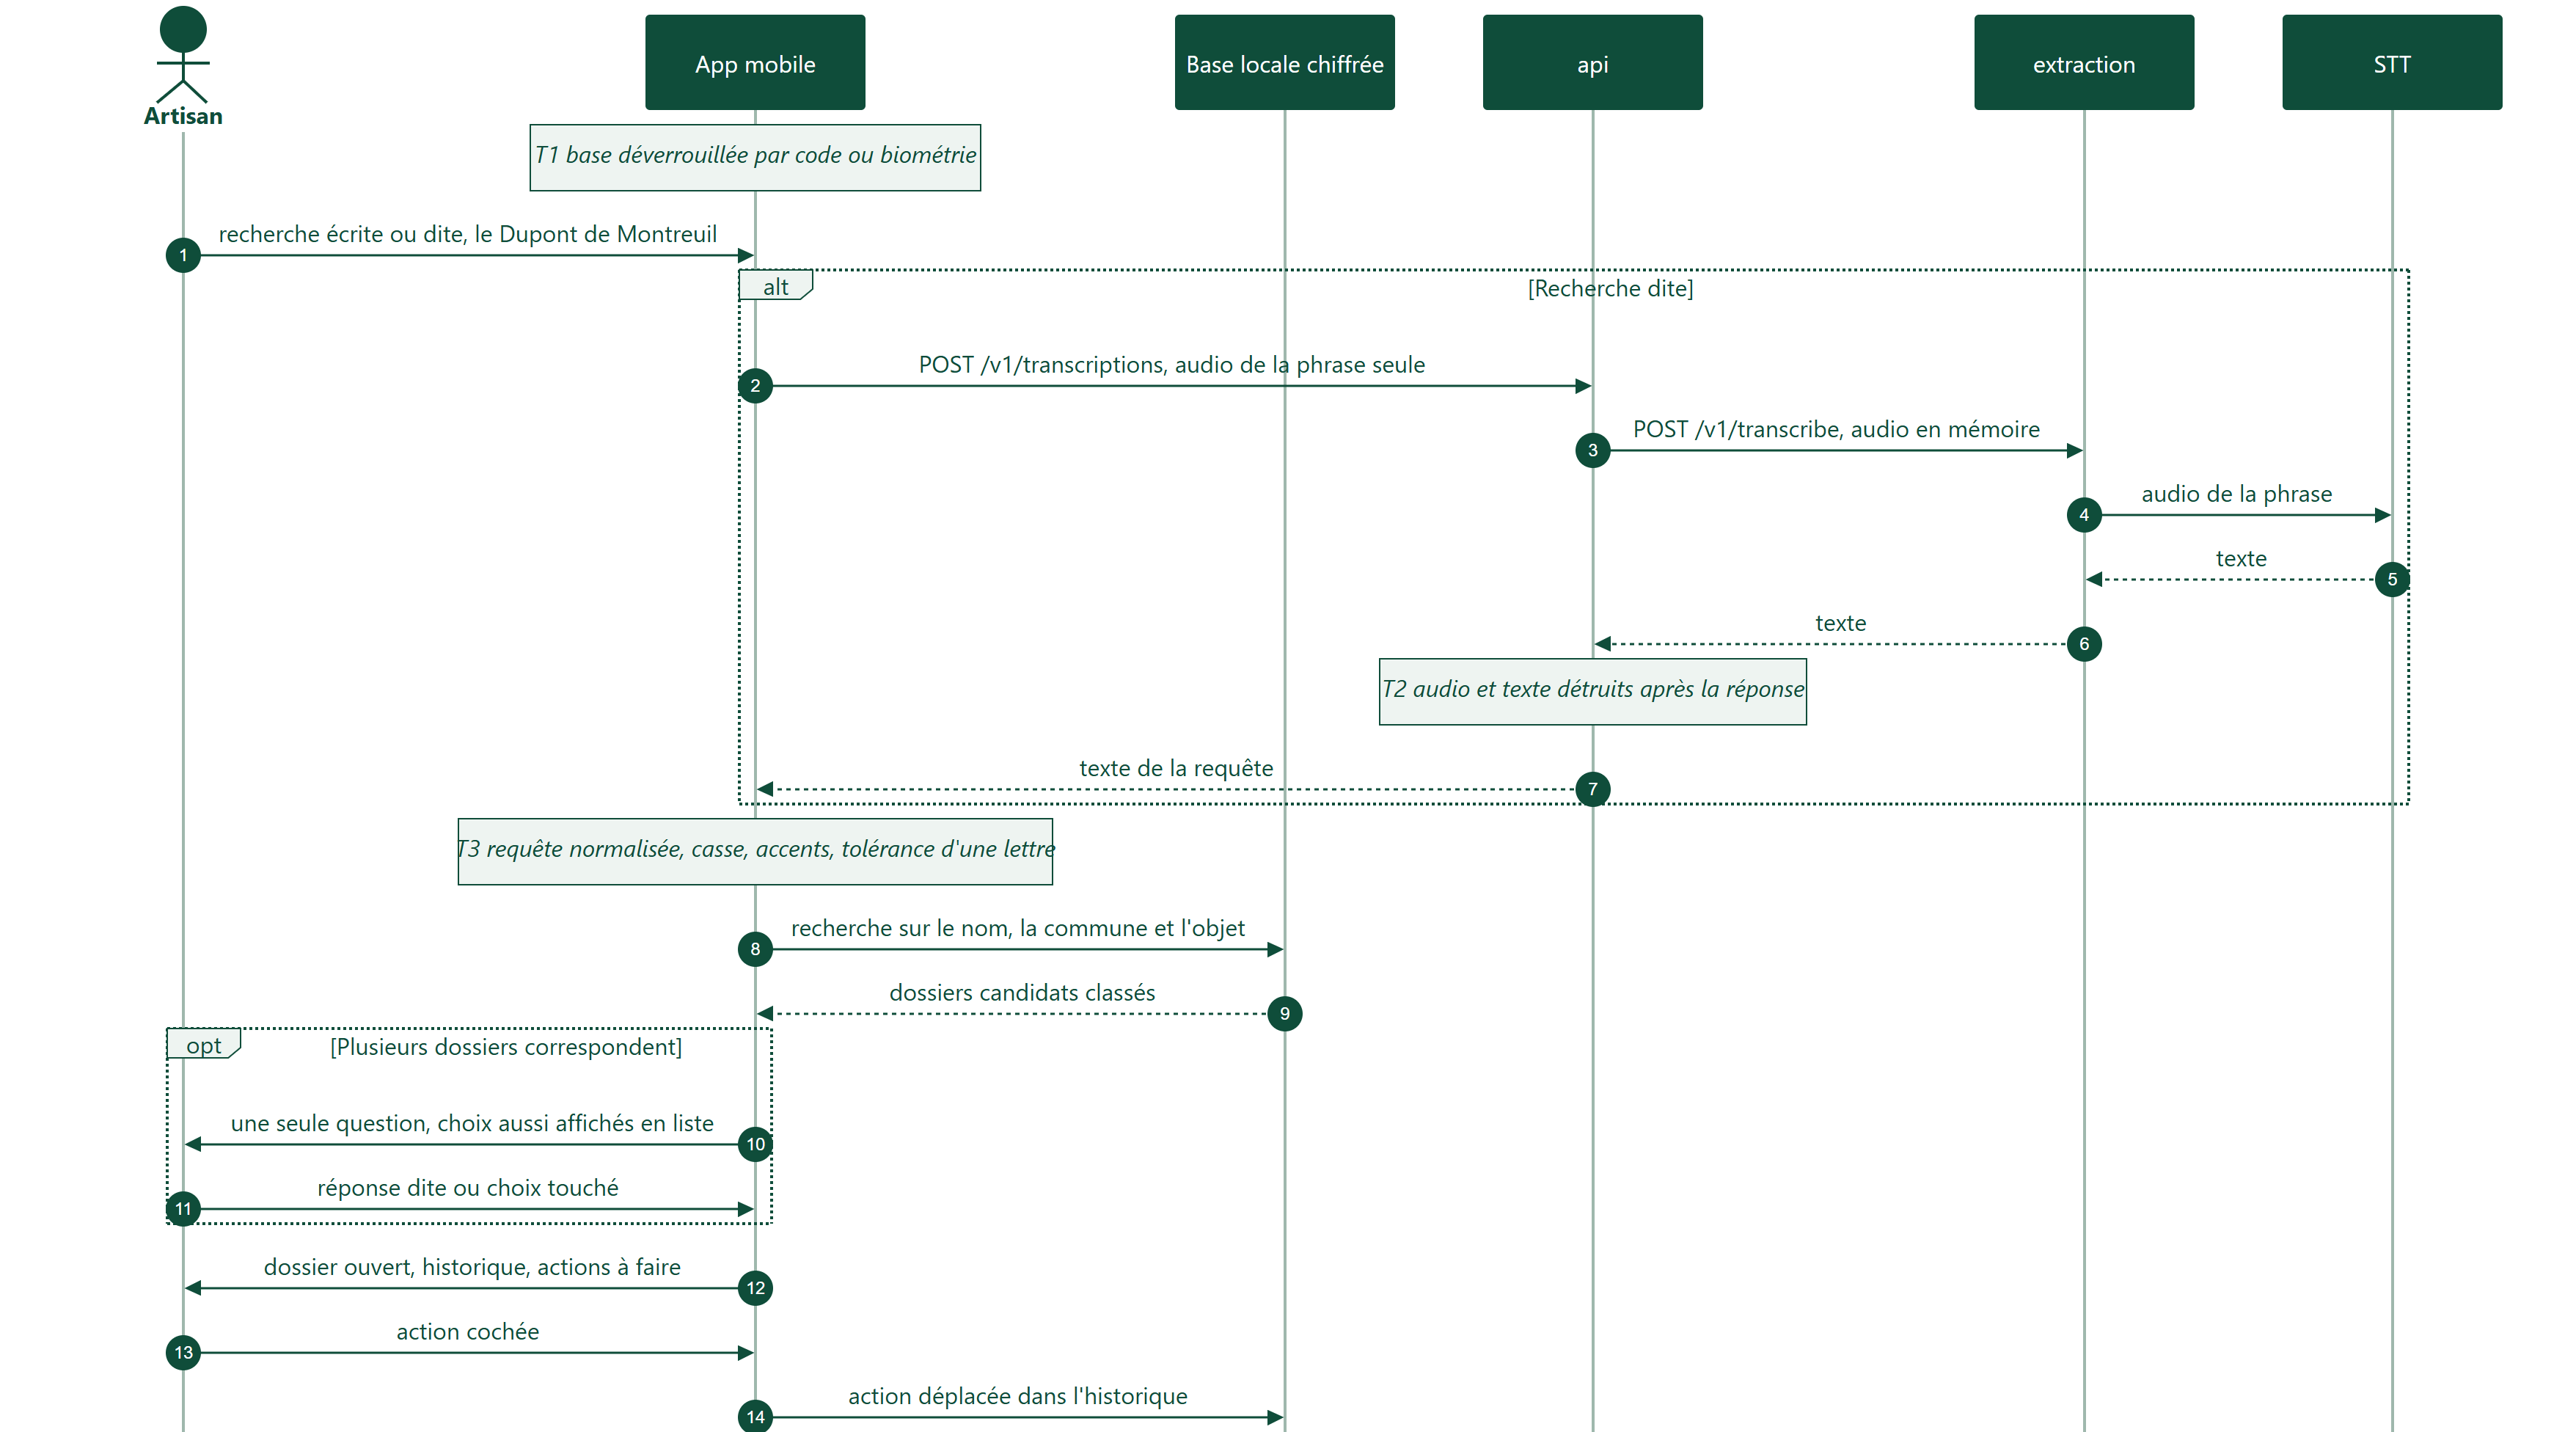 Artisan
App mobile
Base locale chiffrée
api
extraction
STT
T1 base déverrouillée par code ou biométrie
1 recherche écrite ou dite, le Dupont de Montreuil
alt [Recherche dite]
2 POST /v1/transcriptions, audio de la phrase seule
3 POST /v1/transcribe, audio en mémoire
4 audio de la phrase
texte 5
texte 6
T2 audio et texte détruits après la réponse
texte de la requête 7
T3 requête normalisée, casse, accents, tolérance d'une lettre
8 recherche sur le nom, la commune et l'objet
dossiers candidats classés 9
opt [Plusieurs dossiers correspondent]
une seule question, choix aussi affichés en liste 10
11 réponse dite ou choix touché
dossier ouvert, historique, actions à faire 12
13 action cochée
14 action déplacée dans l'historique